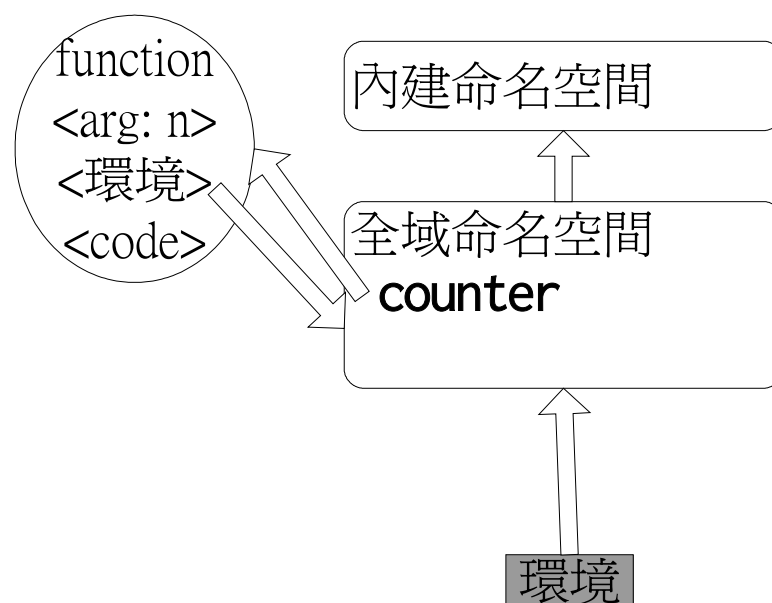 function
<arg: n>
<環境>
<code>
內建命名空間
全域命名空間
counter
環境